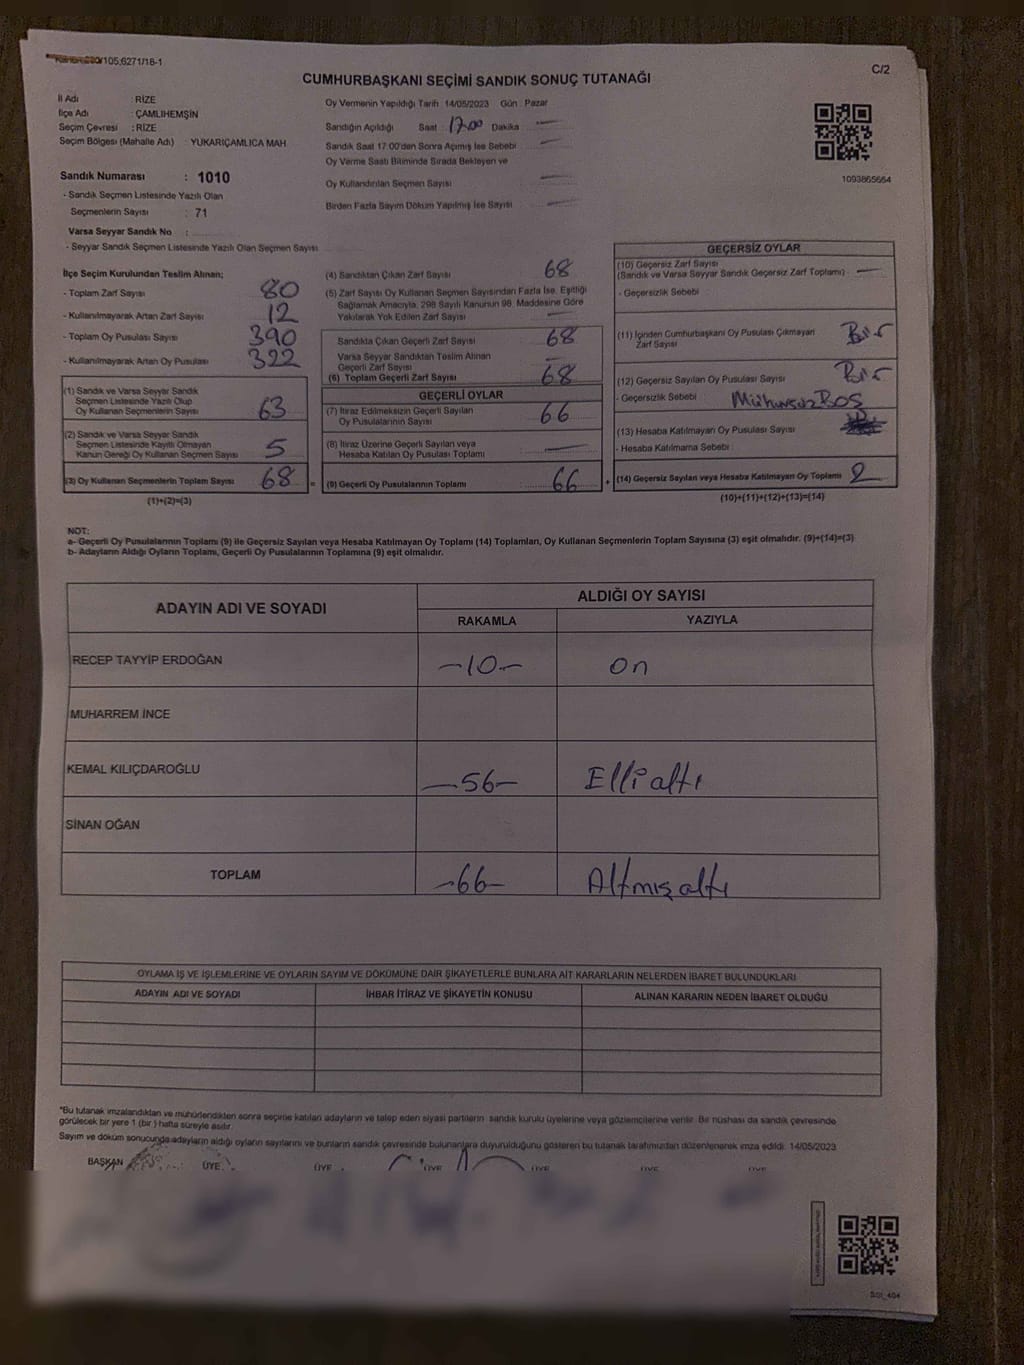 105;6271/18-1
C/2
CUMHURBAŞKANI SEÇİMİ SANDIK SONUÇ TUTANAĞI
İl Adı : RİZE
İlçe Adı : ÇAMLIHEMŞİN
Seçim Çevresi : RİZE
Seçim Bölgesi (Mahalle Adı) : YUKARIÇAMLICA MAH
Sandık Numarası : 1010
- Sandık Seçmen Listesinde Yazılı Olan
Seçmenlerin Sayısı : 71
Varsa Seyyar Sandık No :
- Seyyar Sandık Seçmen Listesinde Yazılı Olan Seçmen Sayısı
Oy Vermenin Yapıldığı Tarih 14/05/2023 Gün : Pazar
Sandığın Açıldığı Saat 17.00 Dakika —
Sandık Saat 17:00'den Sonra Açımış İse Sebebi —
Oy Verme Saati Bitiminde Sırada Bekleyen ve
Oy Kullandırılan Seçmen Sayısı —
Birden Fazla Sayım Döküm Yapılmış İse Sayısı —
1093865664
İlçe Seçim Kurulundan Teslim Alınan;
- Toplam Zarf Sayısı 80
- Kullanılmayarak Artan Zarf Sayısı 12
- Toplam Oy Pusulası Sayısı 390
- Kullanılmayarak Artan Oy Pusulası 322
(1) Sandık ve Varsa Seyyar Sandık
Seçmen Listesinde Yazılı Olup
Oy Kullanan Seçmenlerin Sayısı 63
(2) Sandık ve Varsa Seyyar Sandık
Seçmen Listesinde Kayıtlı Olmayan
Kanun Gereği Oy Kullanan Seçmen Sayısı 5
(3) Oy Kullanan Seçmenlerin Toplam Sayısı 68 =
(1)+(2)=(3)
(4) Sandıktan Çıkan Zarf Sayısı 68
(5) Zarf Sayısı Oy Kullanan Seçmen Sayısından Fazla İse, Eşitliği
Sağlamak Amacıyla, 298 Sayılı Kanunun 98. Maddesine Göre
Yakılarak Yok Edilen Zarf Sayısı —
Sandıkta Çıkan Geçerli Zarf Sayısı 68
Varsa Seyyar Sandıktan Teslim Alınan
Geçerli Zarf Sayısı —
(6) Toplam Geçerli Zarf Sayısı 68
GEÇERLİ OYLAR
(7) İtiraz Edilmeksizin Geçerli Sayılan
Oy Pusulasının Sayısı 66
(8) İtiraz Üzerine Geçerli Sayılan veya
Hesaba Katılan Oy Pusulası Toplamı —
(9) Geçerli Oy Pusulalarının Toplamı 66 +
GEÇERSİZ OYLAR
(10) Geçersiz Zarf Sayısı
(Sandık ve Varsa Seyyar Sandık Geçersiz Zarf Toplamı) —
- Geçersizlik Sebebi :
(11) İçinden Cumhurbaşkanı Oy Pusulası Çıkmayan
Zarf Sayısı Bir
(12) Geçersiz Sayılan Oy Pusulası Sayısı Bir
- Geçersizlik Sebebi : Mühürsüz BOŞ
(13) Hesaba Katılmayan Oy Pusulası Sayısı
- Hesaba Katılmama Sebebi :
(14) Geçersiz Sayılan veya Hesaba Katılmayan Oy Toplamı 2
(10)+(11)+(12)+(13)=(14)
NOT:
a- Geçerli Oy Pusulalarının Toplamı (9) ile Geçersiz Sayılan veya Hesaba Katılmayan Oy Toplamı (14) Toplamları, Oy Kullanan Seçmenlerin Toplam Sayısına (3) eşit olmalıdır. (9)+(14)=(3)
b- Adayların Aldığı Oyların Toplamı, Geçerli Oy Pusulalarının Toplamına (9) eşit olmalıdır.
ADAYIN ADI VE SOYADI
ALDIĞI OY SAYISI
RAKAMLA YAZIYLA
RECEP TAYYİP ERDOĞAN -10- on
MUHARREM İNCE
KEMAL KILIÇDAROĞLU -56- Elli altı
SİNAN OĞAN
TOPLAM -66- Altmış altı
OYLAMA İŞ VE İŞLEMLERİNE VE OYLARIN SAYIM VE DÖKÜMÜNE DAİR ŞİKAYETLERLE BUNLARA AİT KARARLARIN NELERDEN İBARET BULUNDUKLARI
ADAYIN ADI VE SOYADI İHBAR İTİRAZ VE ŞİKAYETİN KONUSU ALINAN KARARIN NEDEN İBARET OLDUĞU
*Bu tutanak imzalandıktan ve mühürlendikten sonra seçime katılan adayların ve talep eden siyasi partilerin sandık kurulu üyelerine veya gözlemcilerine verilir. Bir nüshası da sandık çevresinde
görülecek bir yere 1 (bir ) hafta süreyle asılır.
Sayım ve döküm sonucunda adayların aldığı oyların sayılarını ve bunların sandık çevresinde bulunanlara duyurulduğunu gösteren bu tutanak tarafımızdan düzenlenerek imza edildi. 14/05/2023
BAŞKAN ÜYE ÜYE ÜYE ÜYE ÜYE ÜYE